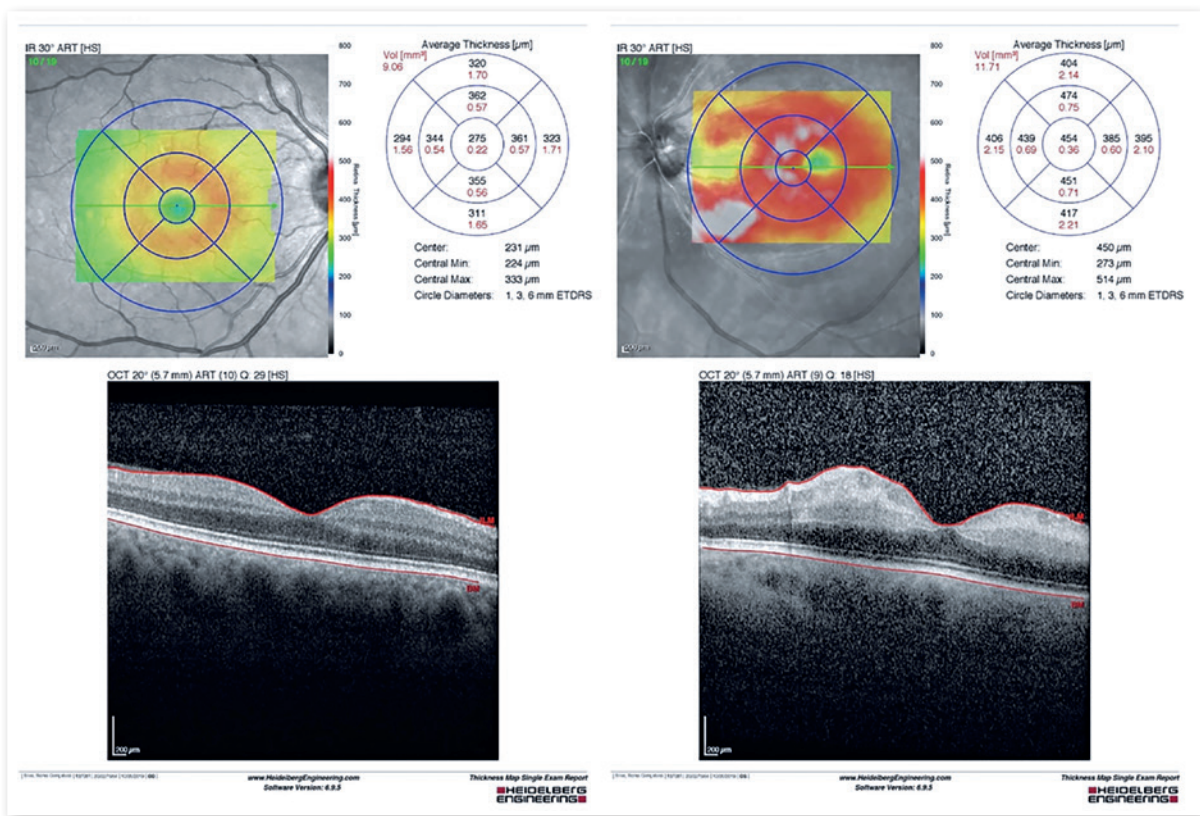 IR 30° ART [HS]
10/19
200 µm
800
700
600
500
400
300
200
100
0
Retina Thickness [µm]
Average Thickness [µm]
Vol [mm³]
9.06
320
1.70
362
0.57
294 344 275 361 323
1.56 0.54 0.22 0.57 1.71
355
0.56
311
1.65
Center: 231 µm
Central Min: 224 µm
Central Max: 333 µm
Circle Diameters: 1, 3, 6 mm ETDRS
OCT 20° (5.7 mm) ART (10) Q: 29 [HS]
ILM
BM
200 µm
www.HeidelbergEngineering.com
Software Version: 6.9.5
Thickness Map Single Exam Report
HEIDELBERG
ENGINEERING
IR 30° ART [HS]
10/19
200 µm
800
700
600
500
400
300
200
100
0
Retina Thickness [µm]
Average Thickness [µm]
Vol [mm³]
11.71
404
2.14
474
0.75
406 439 454 385 395
2.15 0.69 0.36 0.60 2.10
451
0.71
417
2.21
Center: 450 µm
Central Min: 273 µm
Central Max: 514 µm
Circle Diameters: 1, 3, 6 mm ETDRS
OCT 20° (5.7 mm) ART (9) Q: 18 [HS]
ILM
BM
200 µm
www.HeidelbergEngineering.com
Software Version: 6.9.5
Thickness Map Single Exam Report
HEIDELBERG
ENGINEERING